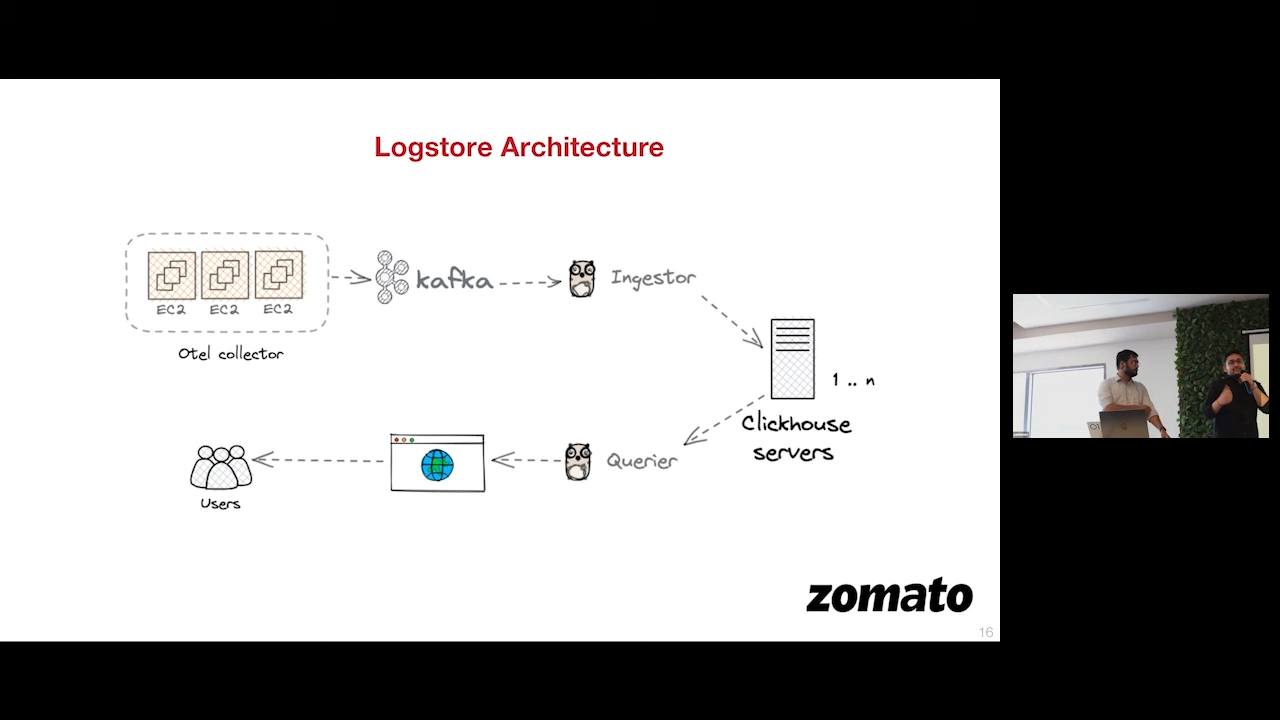 Logstore Architecture
EC2 EC2 EC2
Otel collector
kafka
Ingestor
1 .. n
Clickhouse
servers
Querier
Users
zomato
16